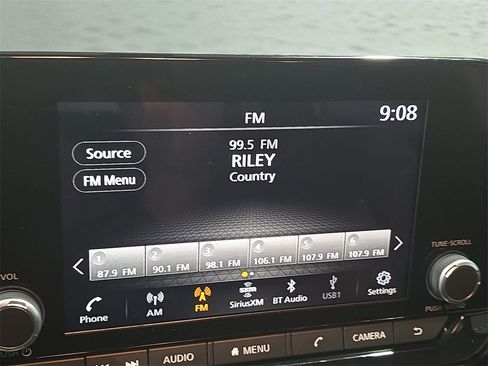 FM 9:08
Source
99.5 FM
RILEY
FM Menu
Country
1 2 3 4 5 6
87.9 FM 90.1 FM 98.1 FM 106.1 FM 107.9 FM 107.9 FM
Phone AM FM SiriusXM BT Audio USB1 Settings
VOL
TUNE·SCROLL
PUSH
PUSH
AUDIO MENU CAMERA